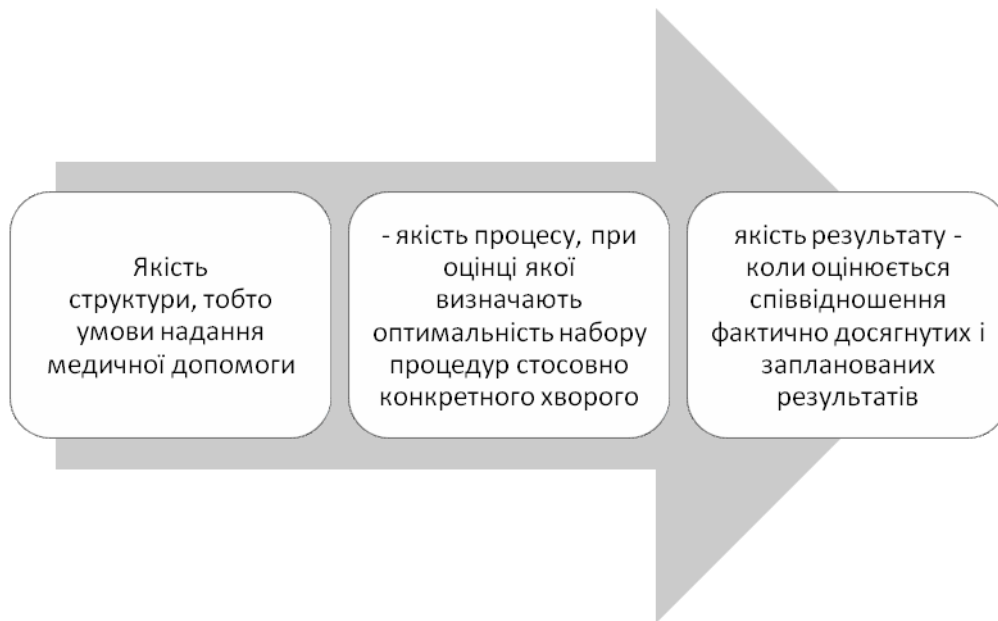 Якість
структури, тобто
умови надання
медичної допомоги
- якість процесу, при
оцінці якої
визначають
оптимальність набору
процедур стосовно
конкретного хворого
якість результату -
коли оцінюється
співвідношення
фактично досягнутих і
запланованих
результатів